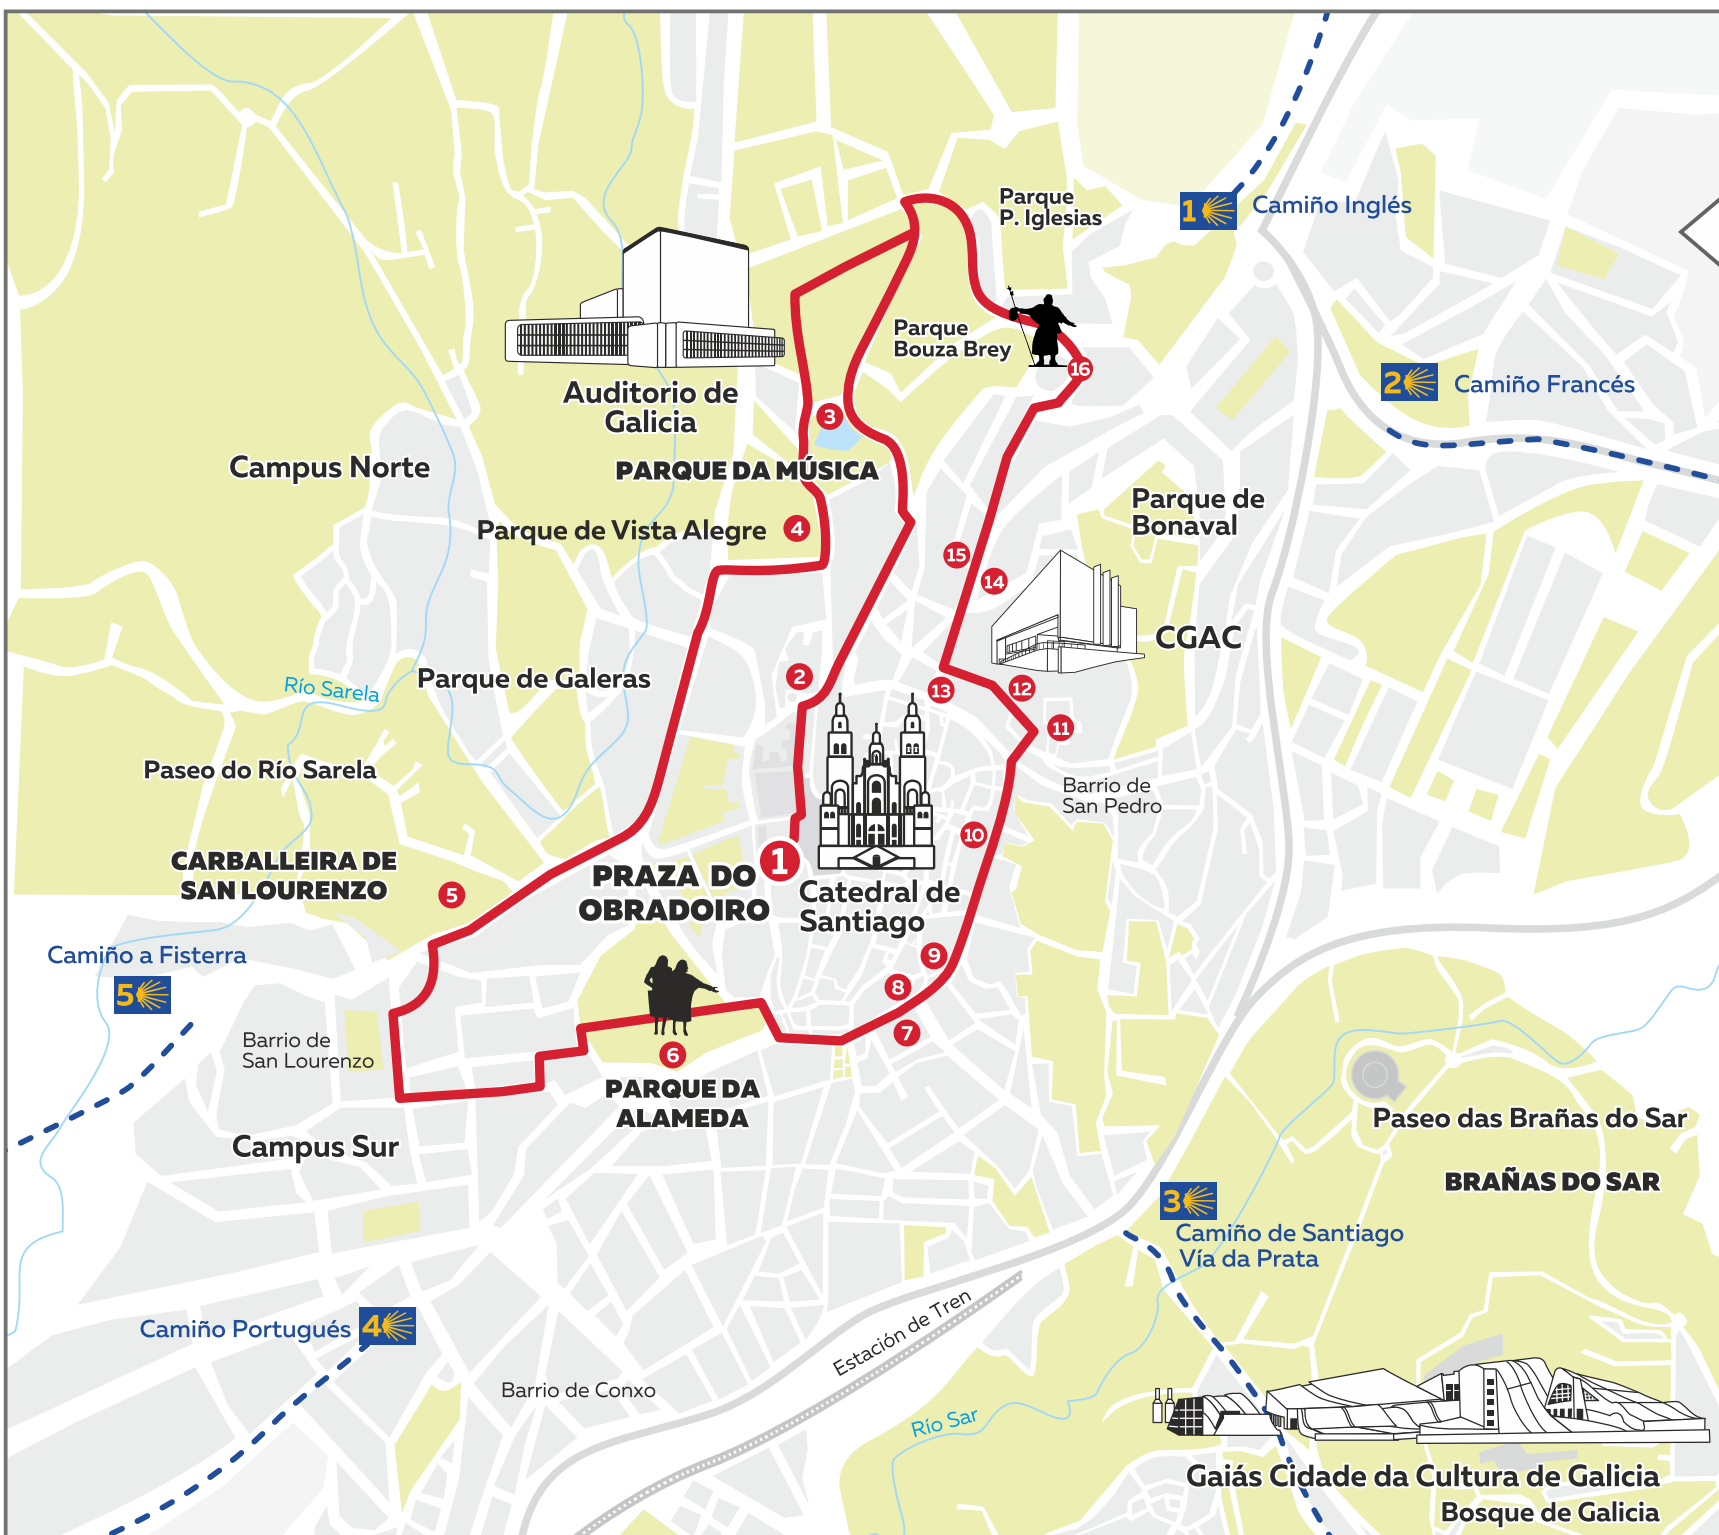 Parque
P. Iglesias
1
Camiño Inglés
Parque
Bouza Brey
16
2
Camiño Francés
Auditorio de
Galicia
3
Campus Norte
PARQUE DA MÚSICA
Parque de Vista Alegre
4
Parque de
Bonaval
15
14
CGAC
Río Sarela
Parque de Galeras
2
13
12
11
Paseo do Río Sarela
Barrio de
San Pedro
10
CARBALLEIRA DE
SAN LOURENZO
5
PRAZA DO
OBRADOIRO
1
Catedral de
Santiago
Camiño a Fisterra
5
9
8
7
Barrio de
San Lourenzo
6
PARQUE DA
ALAMEDA
Campus Sur
Paseo das Brañas do Sar
BRAÑAS DO SAR
3
Camiño de Santiago
Vía da Prata
Camiño Portugués
4
Estación de Tren
Barrio de Conxo
Río Sar
Gaiás Cidade da Cultura de Galicia
Bosque de Galicia